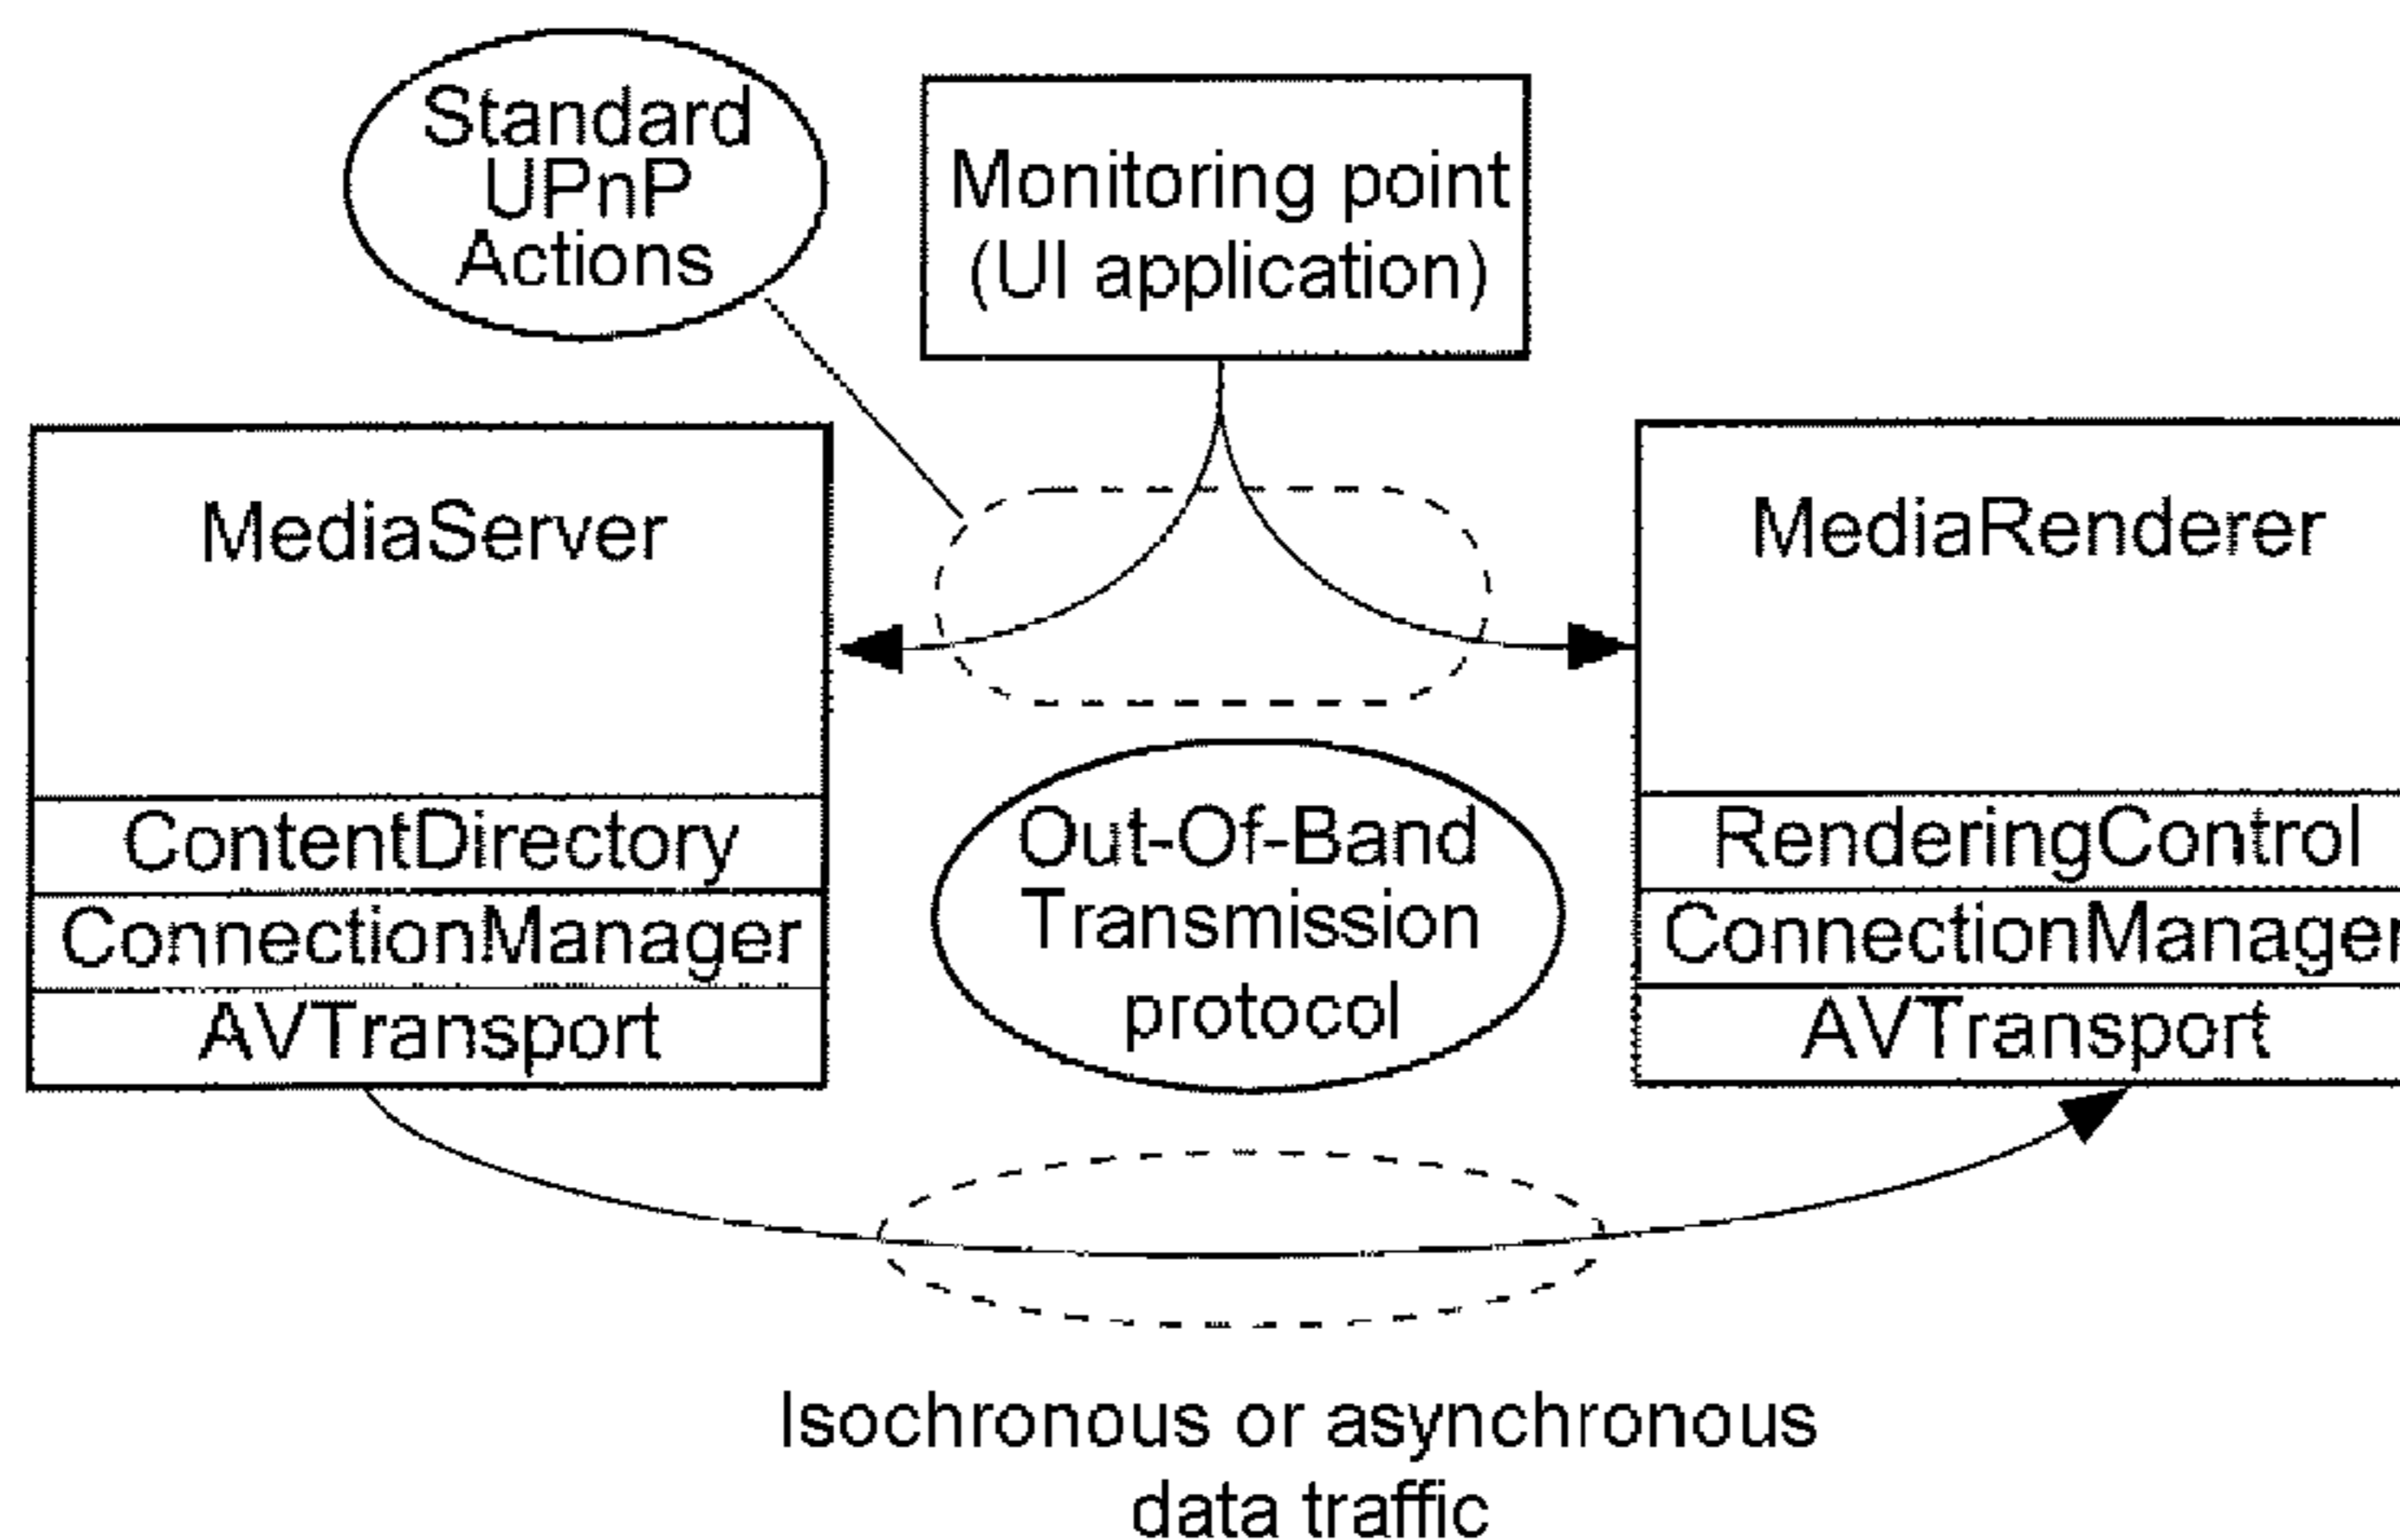 Standard
UPnP
Actions
Monitoring point
(UI application)
MediaServer
ContentDirectory
ConnectionManager
AVTransport
Out-Of-Band
Transmission
protocol
MediaRenderer
RenderingControl
ConnectionManager
AVTransport
Isochronous or asynchronous
data traffic